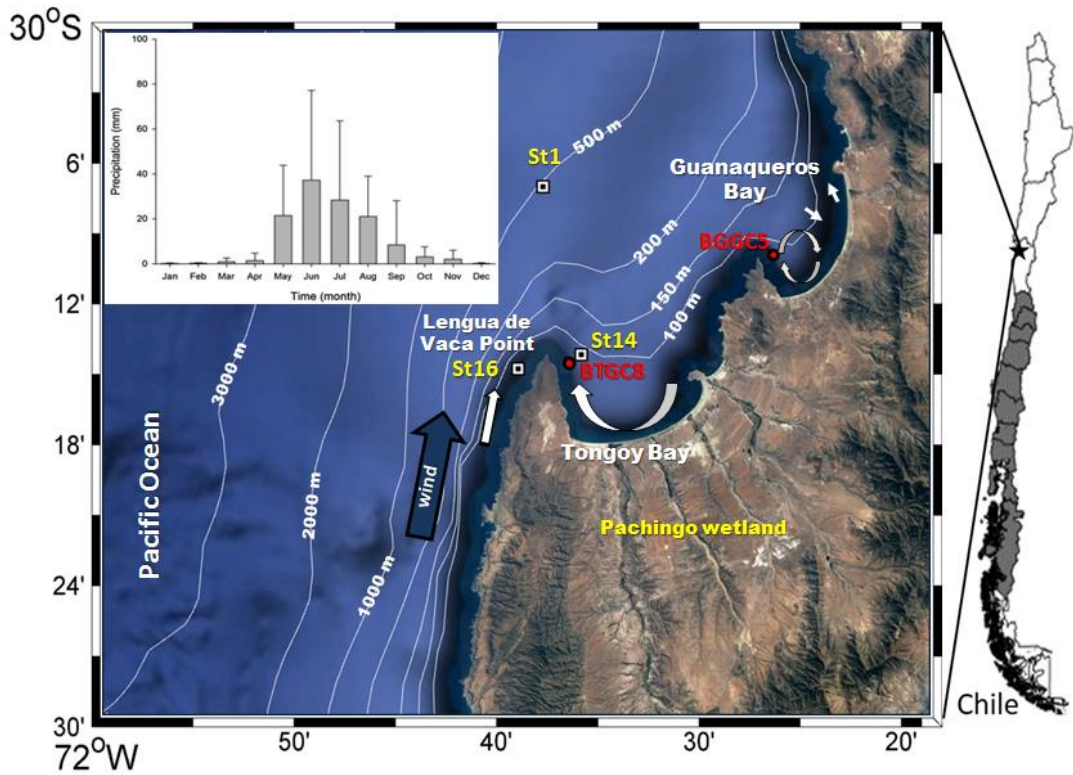 30°S
6'
12'
18'
24'
30'
72°W
50'
40'
30'
20'
100
80
60
40
20
0
Precipitation (mm)
Jan Feb Mar Apr May Jun Jul Aug Sep Oct Nov Dec
Time (month)
500 m
St1
Guanaqueros
Bay
200 m
BGGC5
150 m
100 m
Lengua de
Vaca Point
St14
St16
BTGC8
3000 m
Tongoy Bay
wind
Pacific Ocean
2000 m
Pachingo wetland
1000 m
Chile